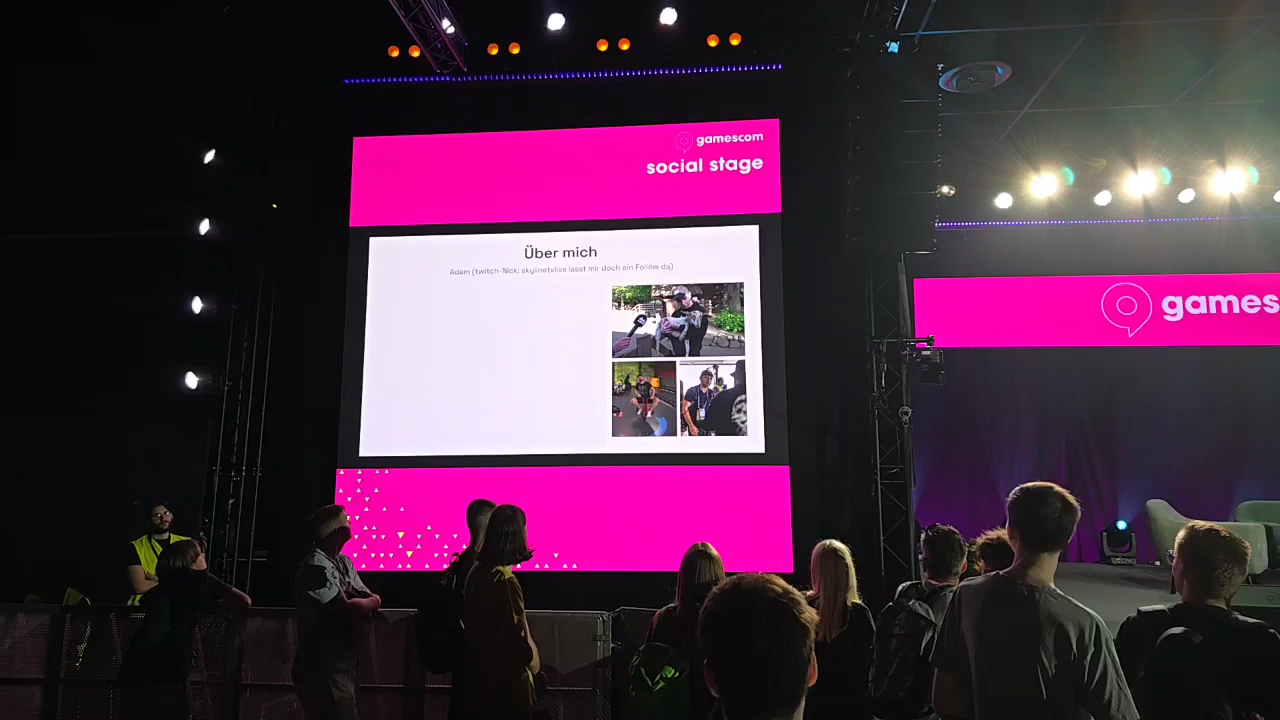 gamescom
social stage
Über mich
Adam (twitch-Nick: skylinetvlive lasst mir doch ein Follow da)
games